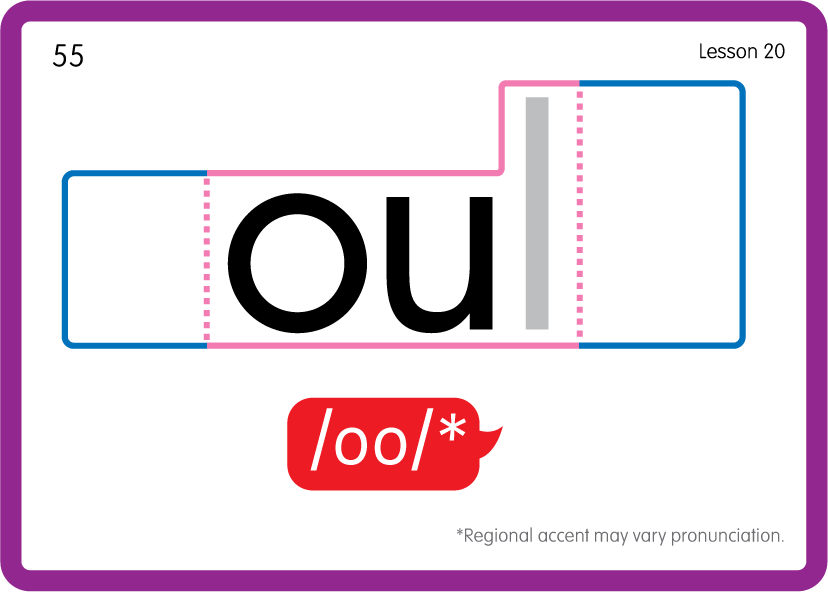 55
Lesson 20
oul
/oo/*
*Regional accent may vary pronunciation.